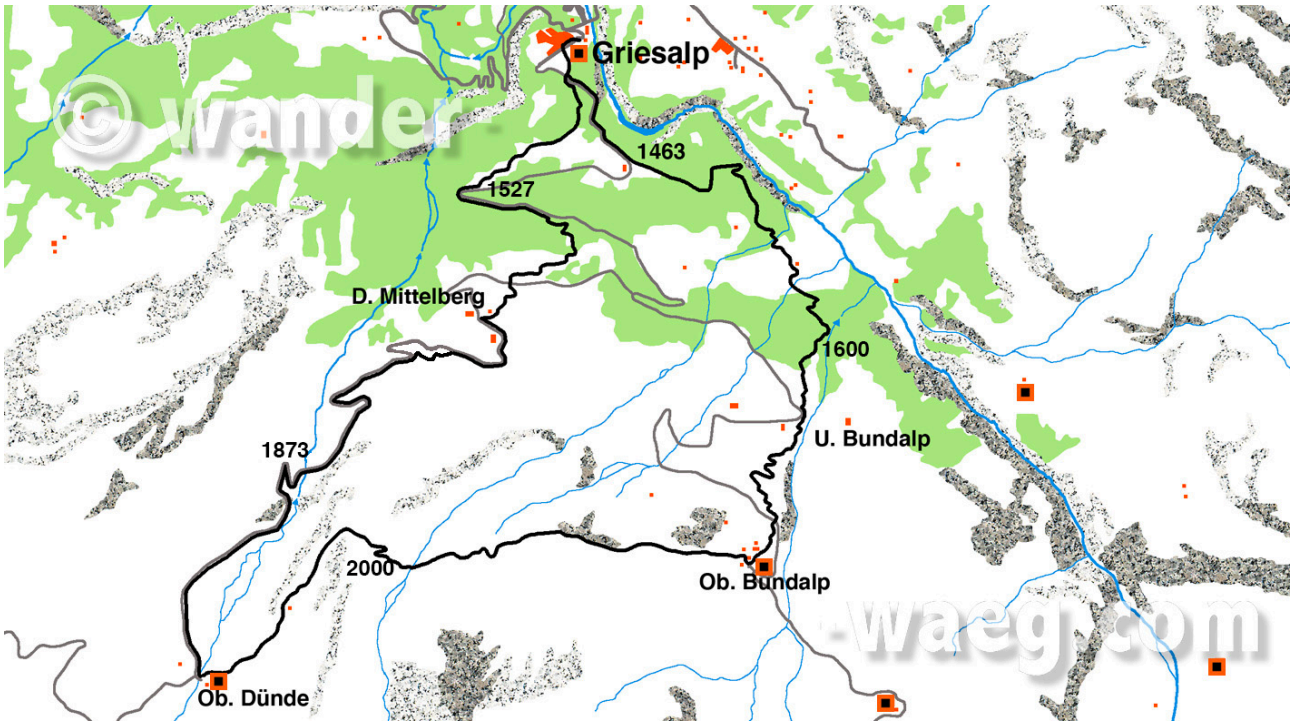 Griesalp
© wander-
1463
1527
D. Mittelberg
1600
U. Bundalp
1873
2000
Ob. Bundalp
-waeg.com
Ob. Dünde